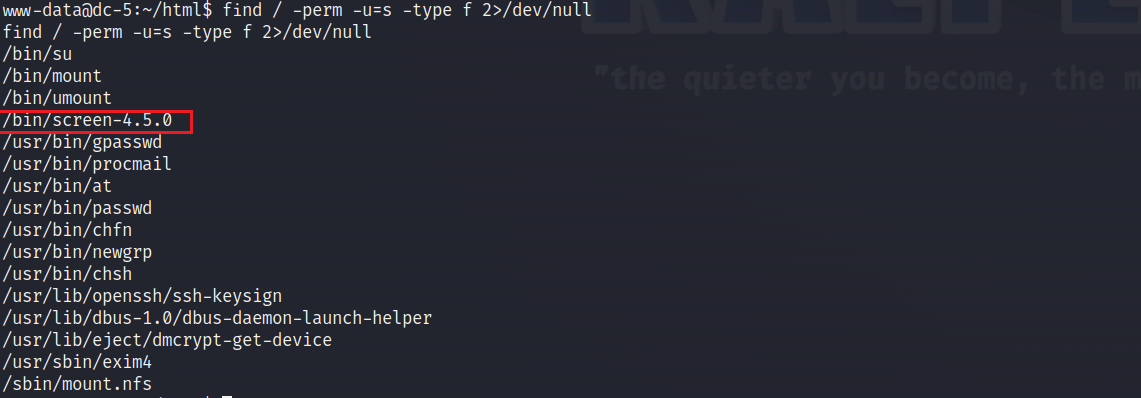 www-data@dc-5:~/html$ find / -perm -u=s -type f 2>/dev/null
find / -perm -u=s -type f 2>/dev/null
/bin/su
/bin/mount
/bin/umount
/bin/screen-4.5.0
/usr/bin/gpasswd
/usr/bin/procmail
/usr/bin/at
/usr/bin/passwd
/usr/bin/chfn
/usr/bin/newgrp
/usr/bin/chsh
/usr/lib/openssh/ssh-keysign
/usr/lib/dbus-1.0/dbus-daemon-launch-helper
/usr/lib/eject/dmcrypt-get-device
/usr/sbin/exim4
/sbin/mount.nfs
"the quieter you become, the